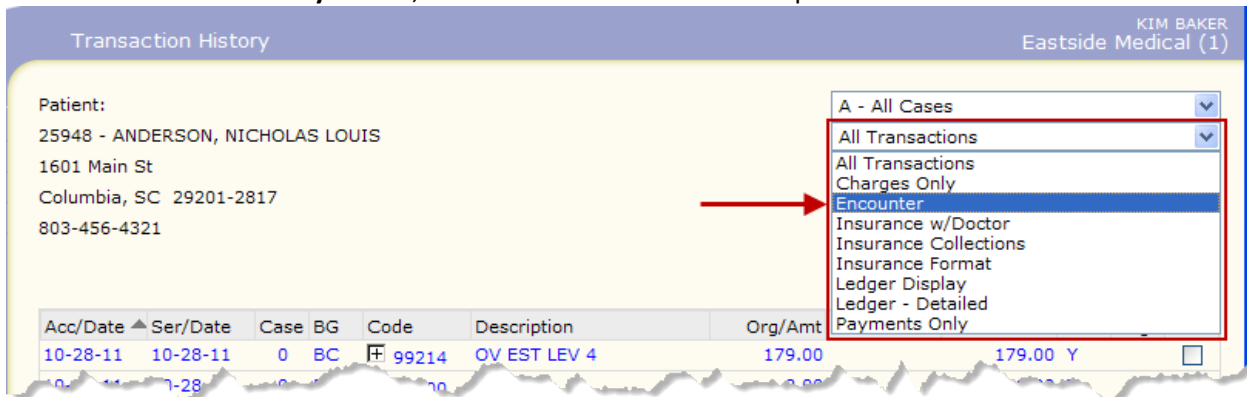 KIM BAKER
Transaction History Eastside Medical (1)
Patient: A - All Cases
25948 - ANDERSON, NICHOLAS LOUIS All Transactions
1601 Main St All Transactions
Charges Only
Columbia, SC 29201-2817 Encounter
803-456-4321 Insurance w/Doctor
Insurance Collections
Insurance Format
Ledger Display
Ledger - Detailed
Acc/Date Ser/Date Case BG Code Description Org/Amt Payments Only
10-28-11 10-28-11 0 BC 99214 OV EST LEV 4 179.00 179.00 Y